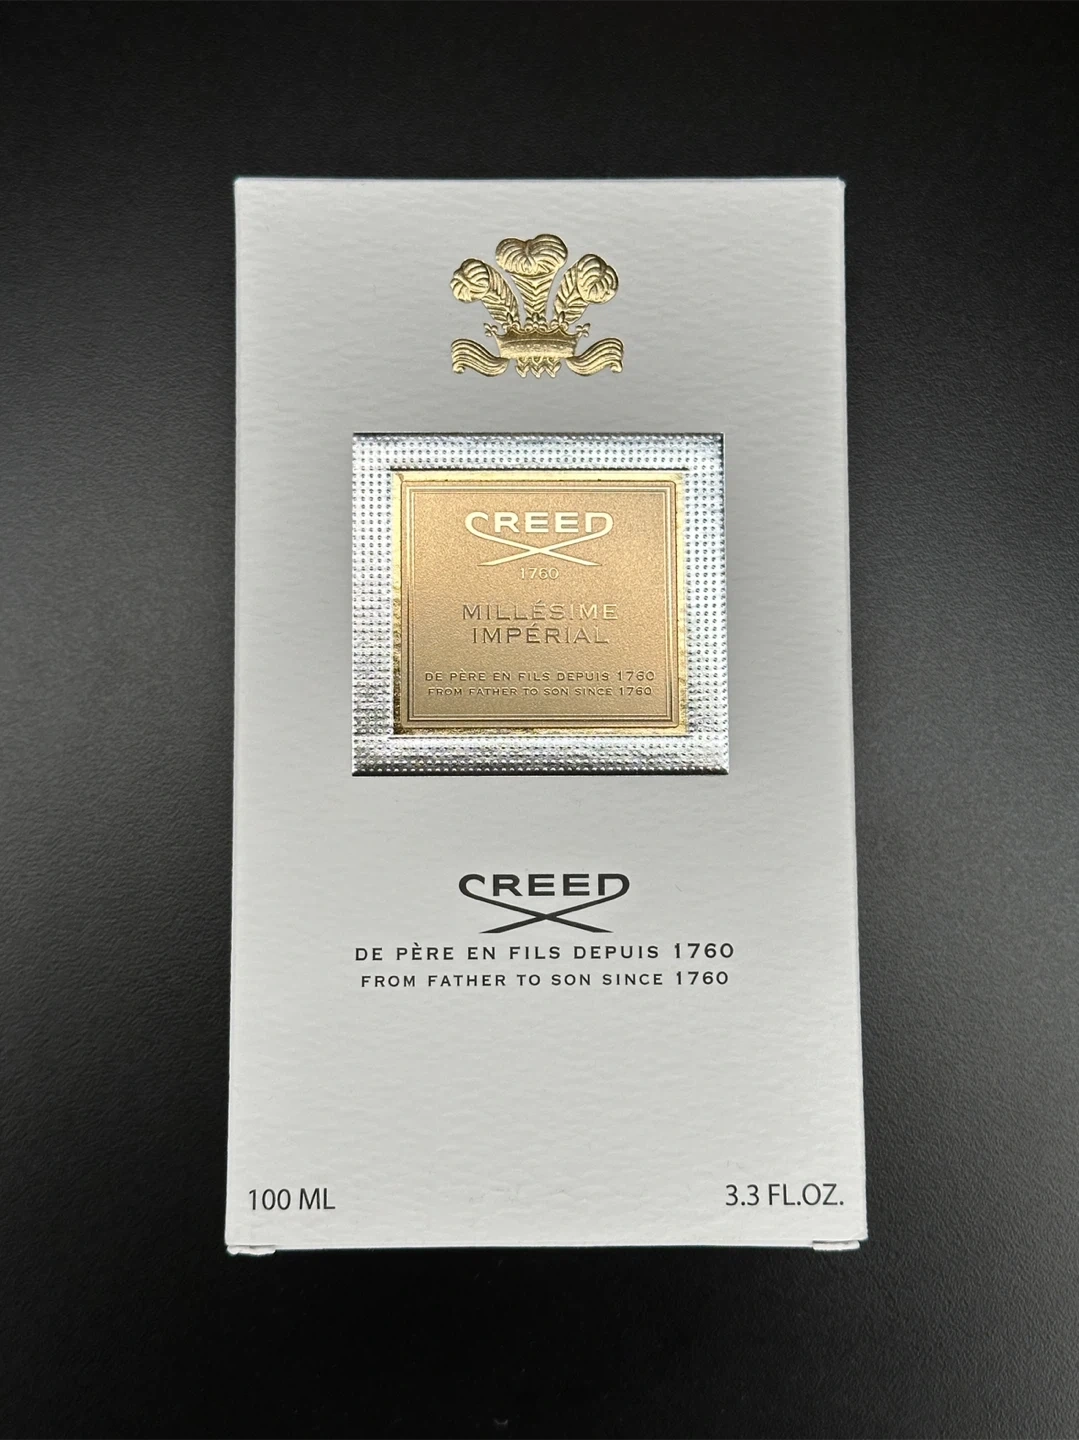 CREED
1760
MILLÉSIME
IMPÉRIAL
DE PÈRE EN FILS DEPUIS 1760
FROM FATHER TO SON SINCE 1760
CREED
DE PÈRE EN FILS DEPUIS 1760
FROM FATHER TO SON SINCE 1760
100 ML
3.3 FL.OZ.